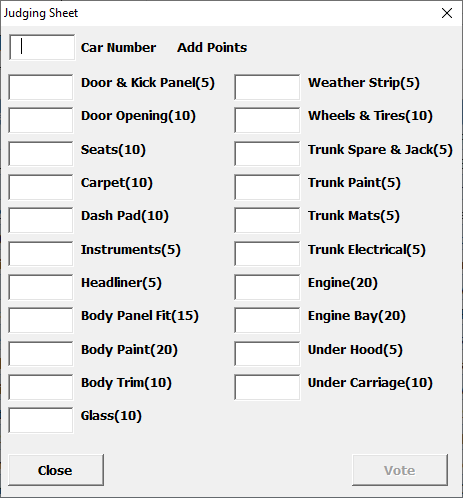 Judging Sheet
Car Number Add Points
Door & Kick Panel(5) Weather Strip(5)
Door Opening(10) Wheels & Tires(10)
Seats(10) Trunk Spare & Jack(5)
Carpet(10) Trunk Paint(5)
Dash Pad(10) Trunk Mats(5)
Instruments(5) Trunk Electrical(5)
Headliner(5) Engine(20)
Body Panel Fit(15) Engine Bay(20)
Body Paint(20) Under Hood(5)
Body Trim(10) Under Carriage(10)
Glass(10)
Close Vote